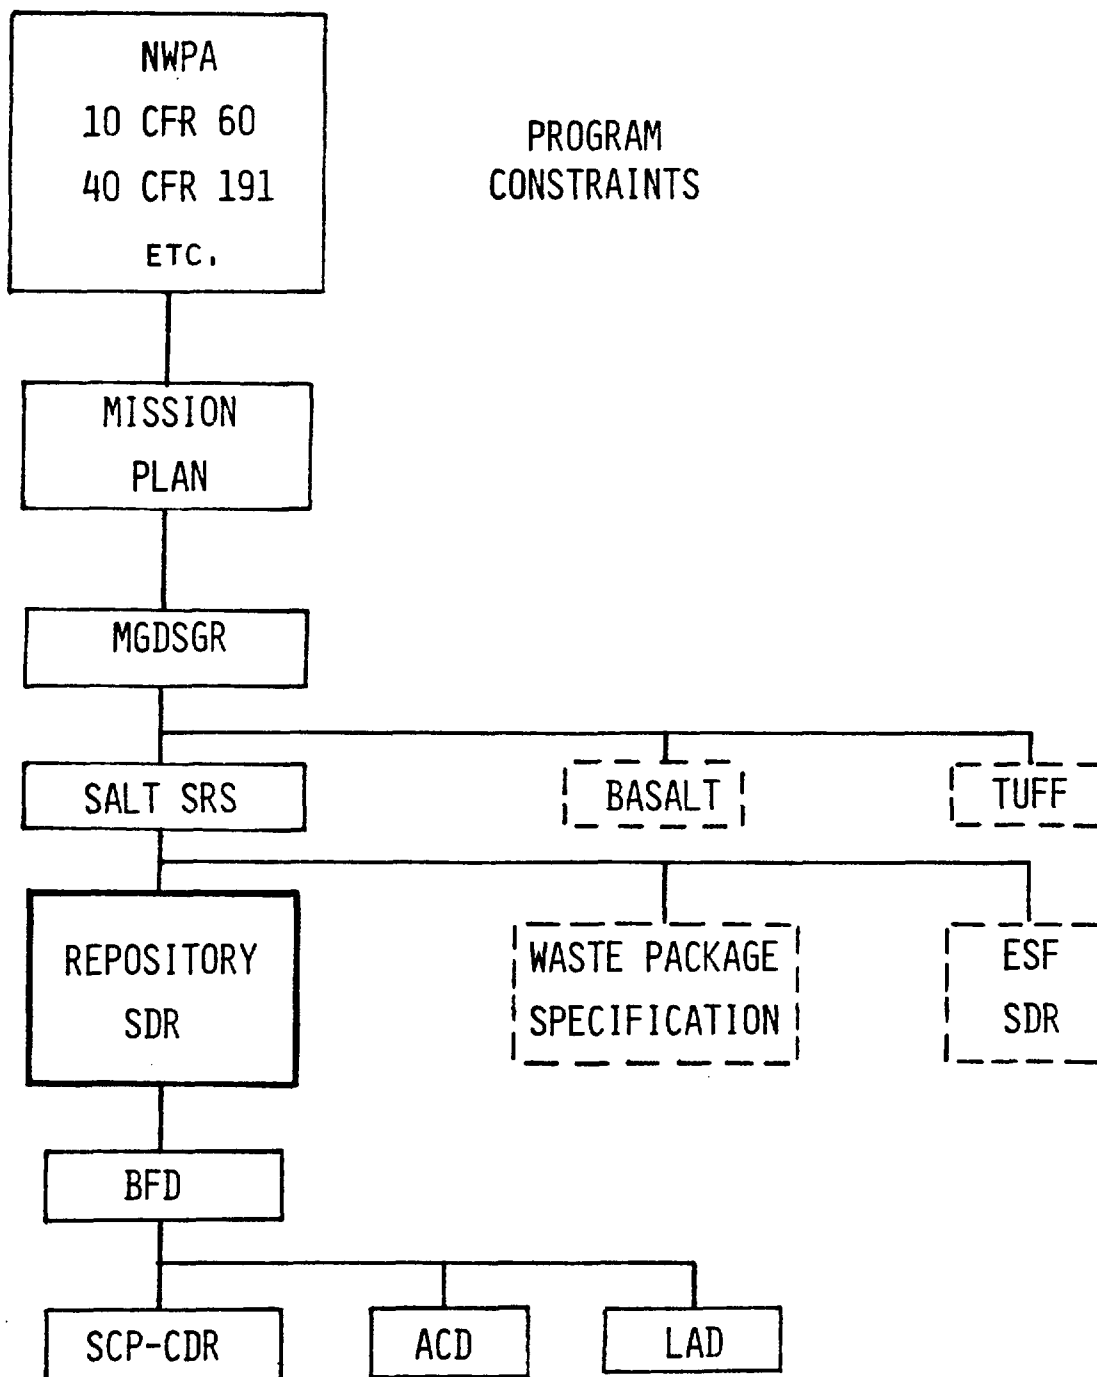 NWPA
10 CFR 60
40 CFR 191
ETC.
PROGRAM
CONSTRAINTS
MISSION
PLAN
MGDSGR
SALT SRS
BASALT
TUFF
REPOSITORY
SDR
WASTE PACKAGE
SPECIFICATION
ESF
SDR
BFD
SCP-CDR
ACD
LAD